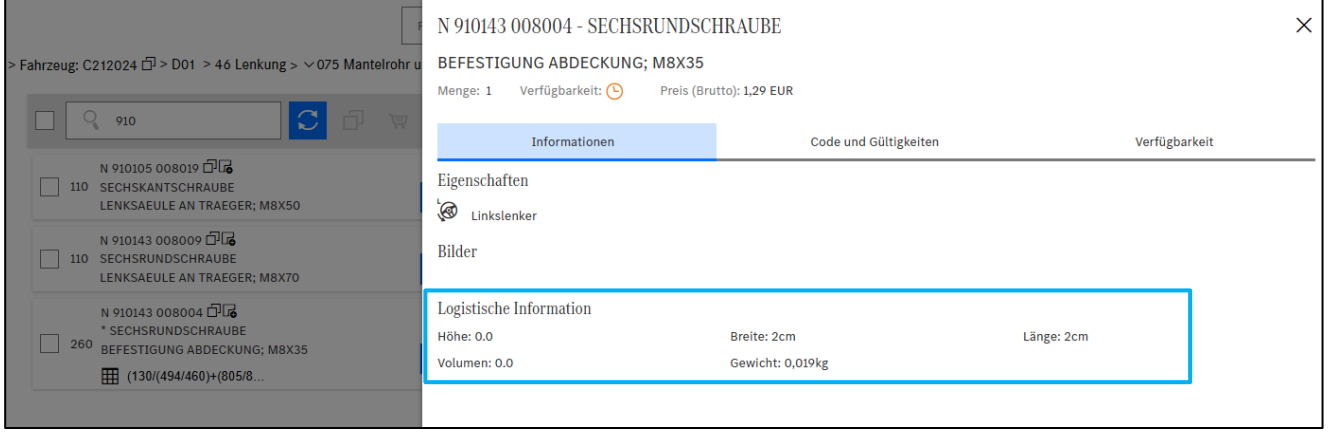 > Fahrzeug: C212024 > D01 > 46 Lenkung > 075 Mantelrohr u
910
N 910105 008019
110 SECHSKANTSCHRAUBE
LENKSAEULE AN TRAEGER; M8X50
N 910143 008009
110 SECHSRUNDSCHRAUBE
LENKSAEULE AN TRAEGER; M8X70
N 910143 008004
* SECHSRUNDSCHRAUBE
260 BEFESTIGUNG ABDECKUNG; M8X35
(130/(494/460)+(805/8...
N 910143 008004 - SECHSRUNDSCHRAUBE
BEFESTIGUNG ABDECKUNG; M8X35
Menge: 1 Verfügbarkeit: Preis (Brutto): 1,29 EUR
Informationen Code und Gültigkeiten Verfügbarkeit
Eigenschaften
Linkslenker
Bilder
Logistische Information
Höhe: 0.0 Breite: 2cm Länge: 2cm
Volumen: 0.0 Gewicht: 0,019kg